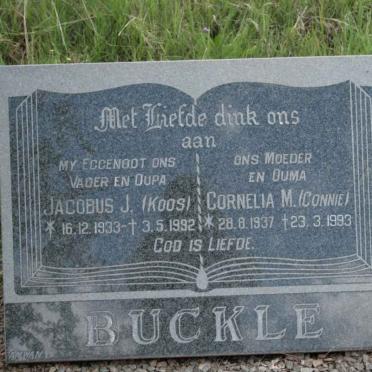 Met Liefde dink ons
aan
MY EGGENOOT ONS
VADER EN OUPA
JACOBUS J. (KOOS)
* 16.12.1933 - † 3.5.1992
ONS MOEDER
EN OUMA
CORNELIA M. (CONNIE)
* 28.8.1937 - † 23.3.1993
GOD IS LIEFDE.
BUCKLE